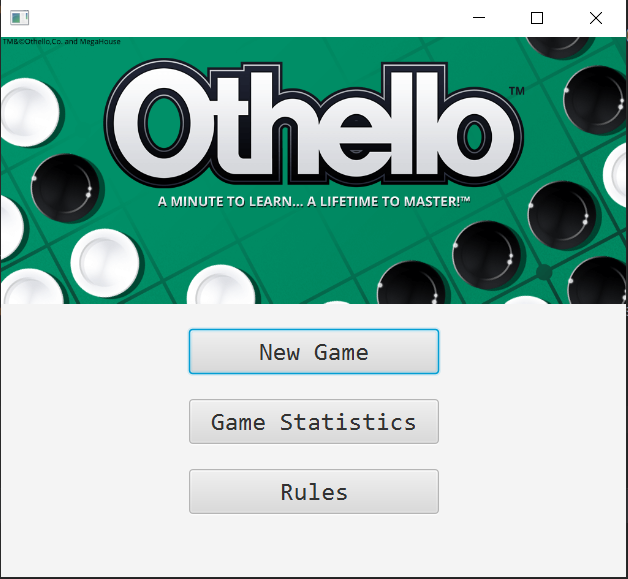 TM&©Othello,Co. and MegaHouse
Othello™
A MINUTE TO LEARN... A LIFETIME TO MASTER!™
New Game
Game Statistics
Rules